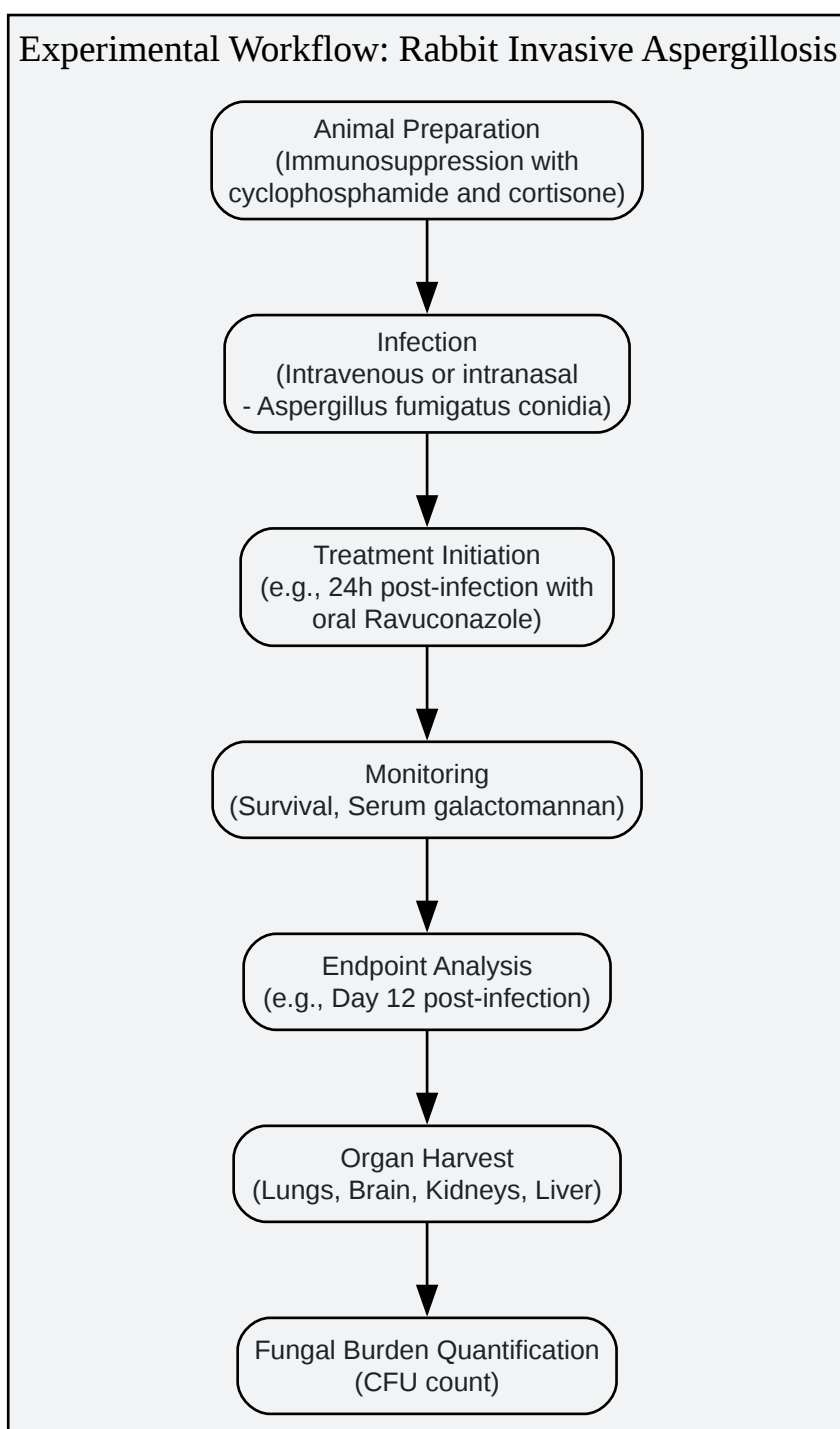 Experimental Workflow: Rabbit Invasive Aspergillosis
Animal Preparation
(Immunosuppression with
cyclophosphamide and cortisone)
Infection
(Intravenous or intranasal
- Aspergillus fumigatus conidia)
Treatment Initiation
(e.g., 24h post-infection with
oral Ravuconazole)
Monitoring
(Survival, Serum galactomannan)
Endpoint Analysis
(e.g., Day 12 post-infection)
Organ Harvest
(Lungs, Brain, Kidneys, Liver)
Fungal Burden Quantification
(CFU count)